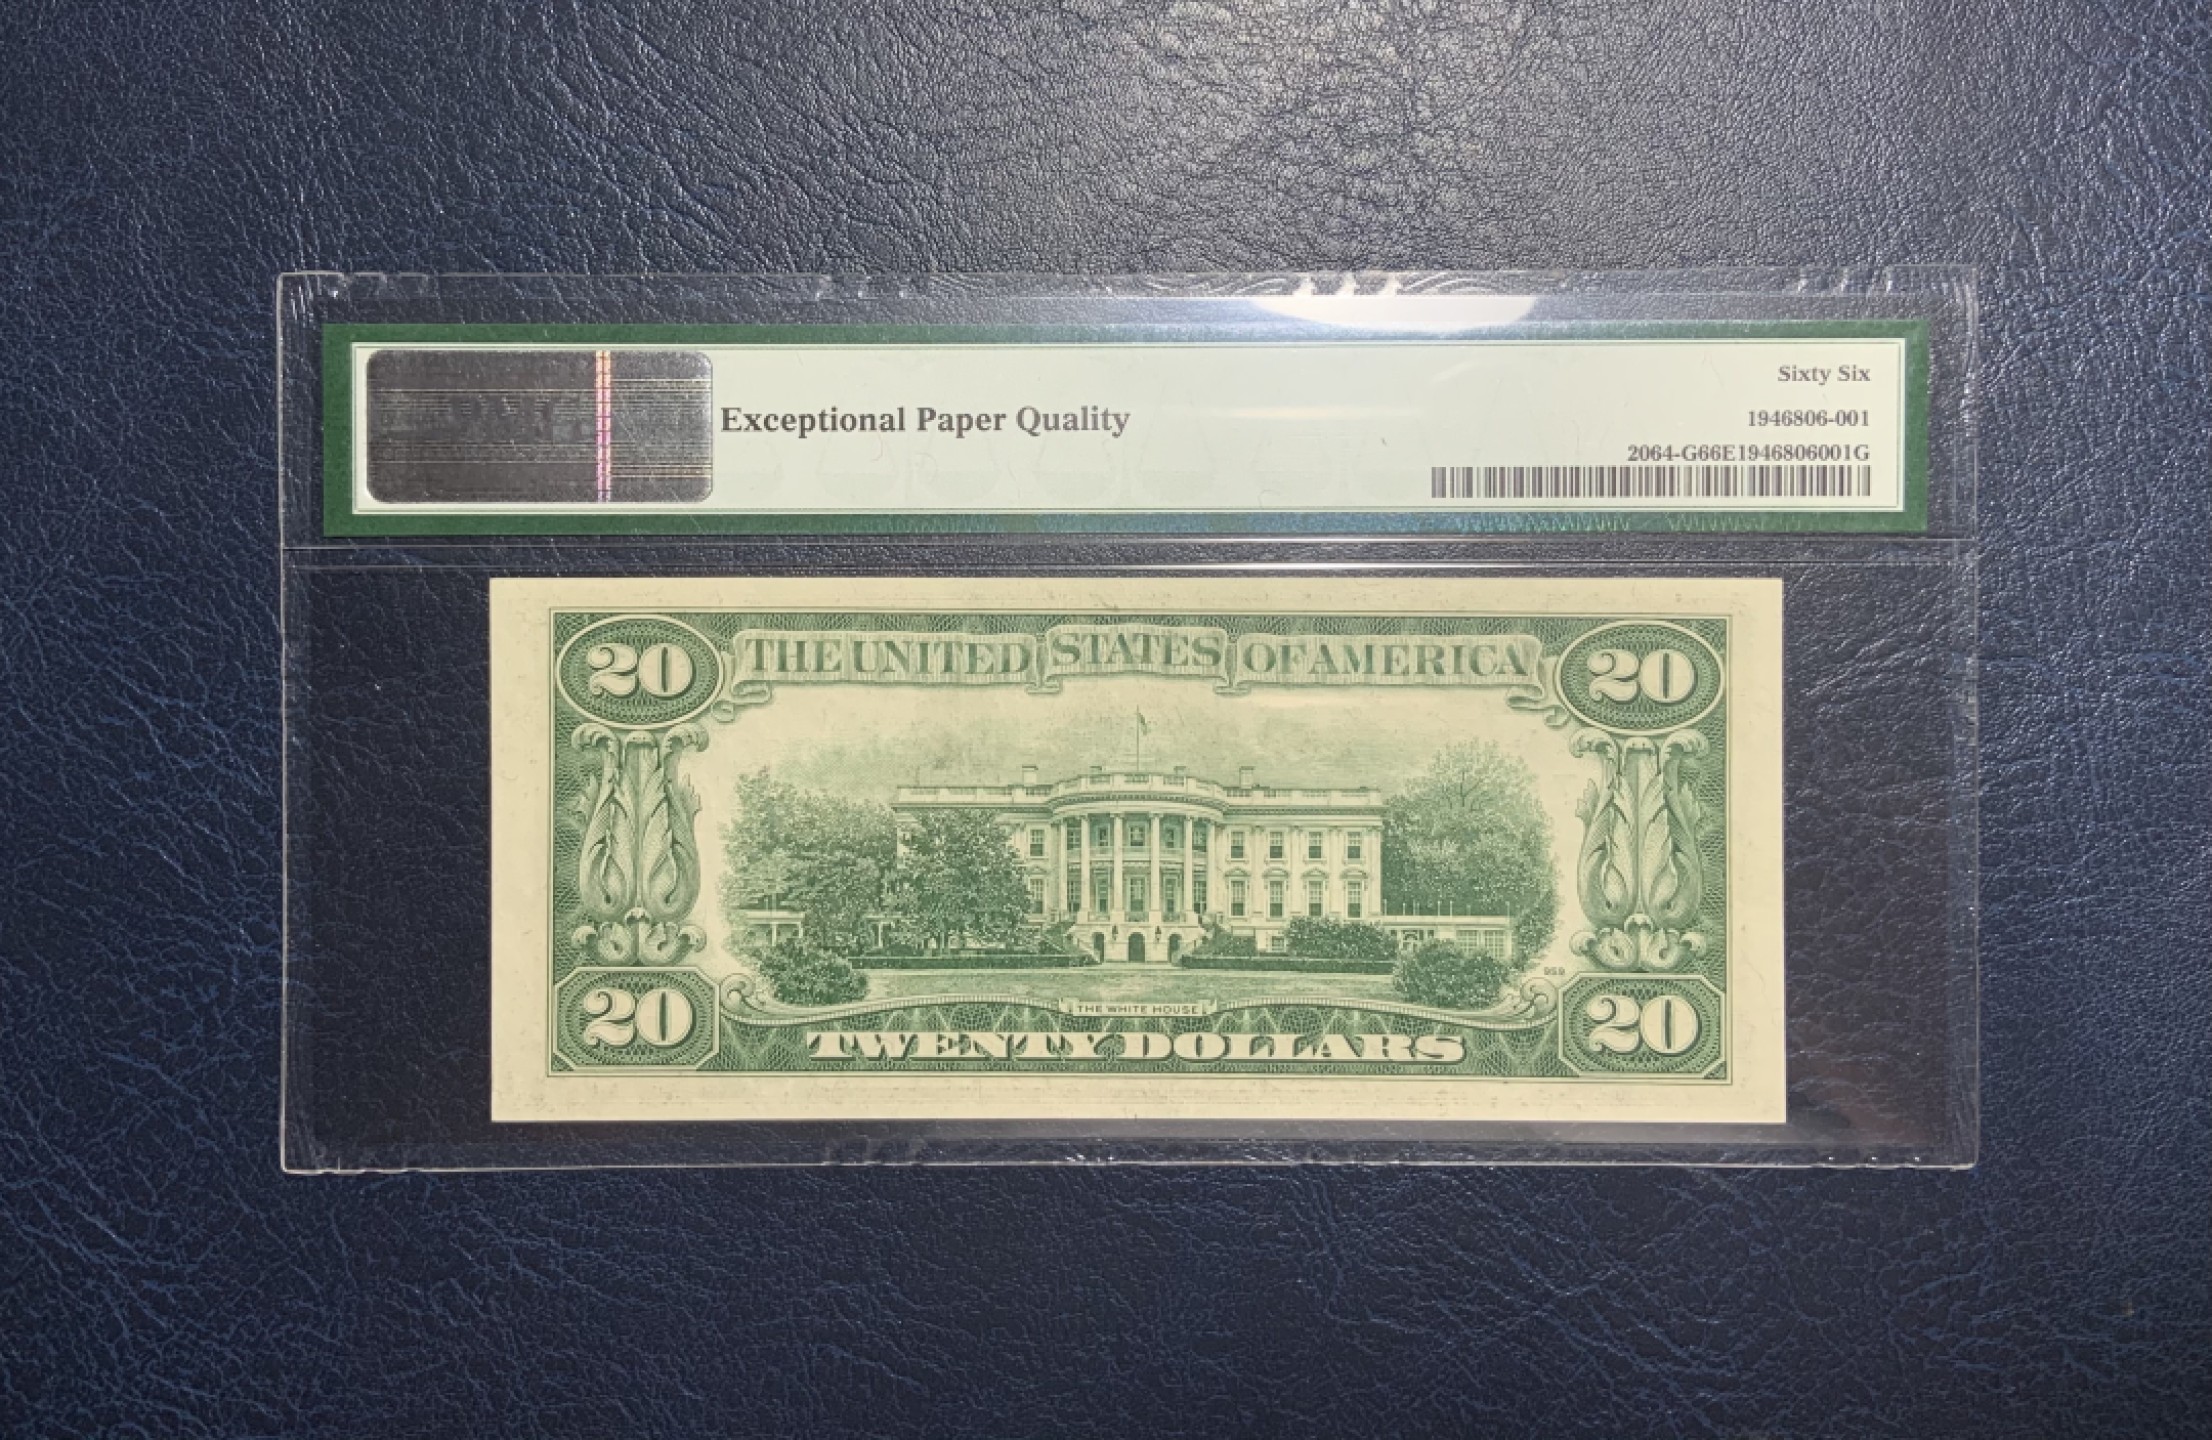 Sixty Six
Exceptional Paper Quality
1946806-001
2064-G66E1946806001G
20 THE UNITED STATES OF AMERICA 20
959
20 THE WHITE HOUSE 20
TWENTY DOLLARS